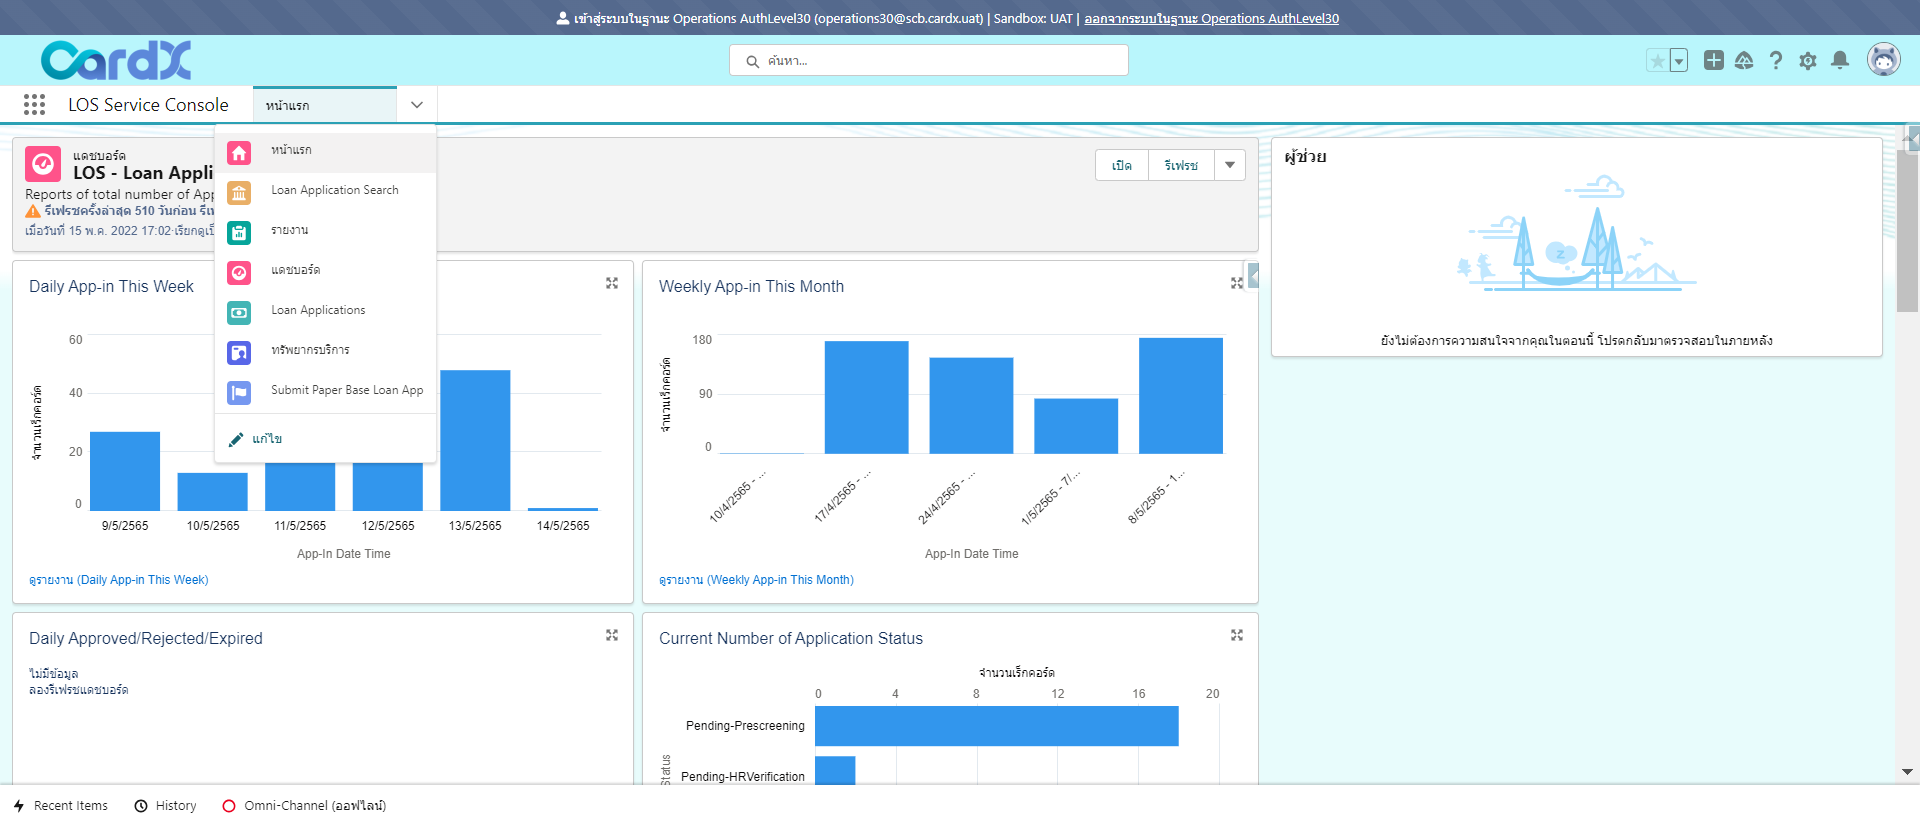 เข้าสู่ระบบในฐานะ Operations AuthLevel30 (operations30@scb.cardx.uat) | Sandbox: UAT | ออกจากระบบในฐานะ Operations AuthLevel30
CardX
ค้นหา...
LOS Service Console
หน้าแรก
หน้าแรก
Loan Application Search
รายงาน
แดชบอร์ด
Loan Applications
ทรัพยากรบริการ
Submit Paper Base Loan App
แก้ไข
แดชบอร์ด
LOS - Loan Appli
Reports of total number of App
รีเฟรชครั้งล่าสุด 510 วันก่อน
เมื่อวันที่ 15 พ.ค. 2022 17:02·เรียกดูเป็
เปิด
รีเฟรช
ผู้ช่วย
ยังไม่ต้องการความสนใจจากคุณในตอนนี้ โปรดกลับมาตรวจสอบในภายหลัง
Daily App-in This Week
จำนวนเร็กคอร์ด
60
40
20
0
9/5/2565 10/5/2565 11/5/2565 12/5/2565 13/5/2565 14/5/2565
App-In Date Time
ดูรายงาน (Daily App-in This Week)
Weekly App-in This Month
จำนวนเร็กคอร์ด
180
90
0
10/4/2565 - ... 17/4/2565 - ... 24/4/2565 - ... 1/5/2565 - 7/... 8/5/2565 - 1...
App-In Date Time
ดูรายงาน (Weekly App-in This Month)
Daily Approved/Rejected/Expired
ไม่มีข้อมูล
ลองรีเฟรชแดชบอร์ด
Current Number of Application Status
จำนวนเร็กคอร์ด
0 4 8 12 16 20
Status
Pending-Prescreening
Pending-HRVerification
Recent Items
History
Omni-Channel (ออฟไลน์)